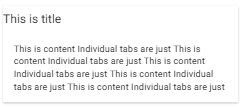 This is title
This is content Individual tabs are just This is
content Individual tabs are just This is content
Individual tabs are just This is content Individual
tabs are just This is content Individual tabs are just